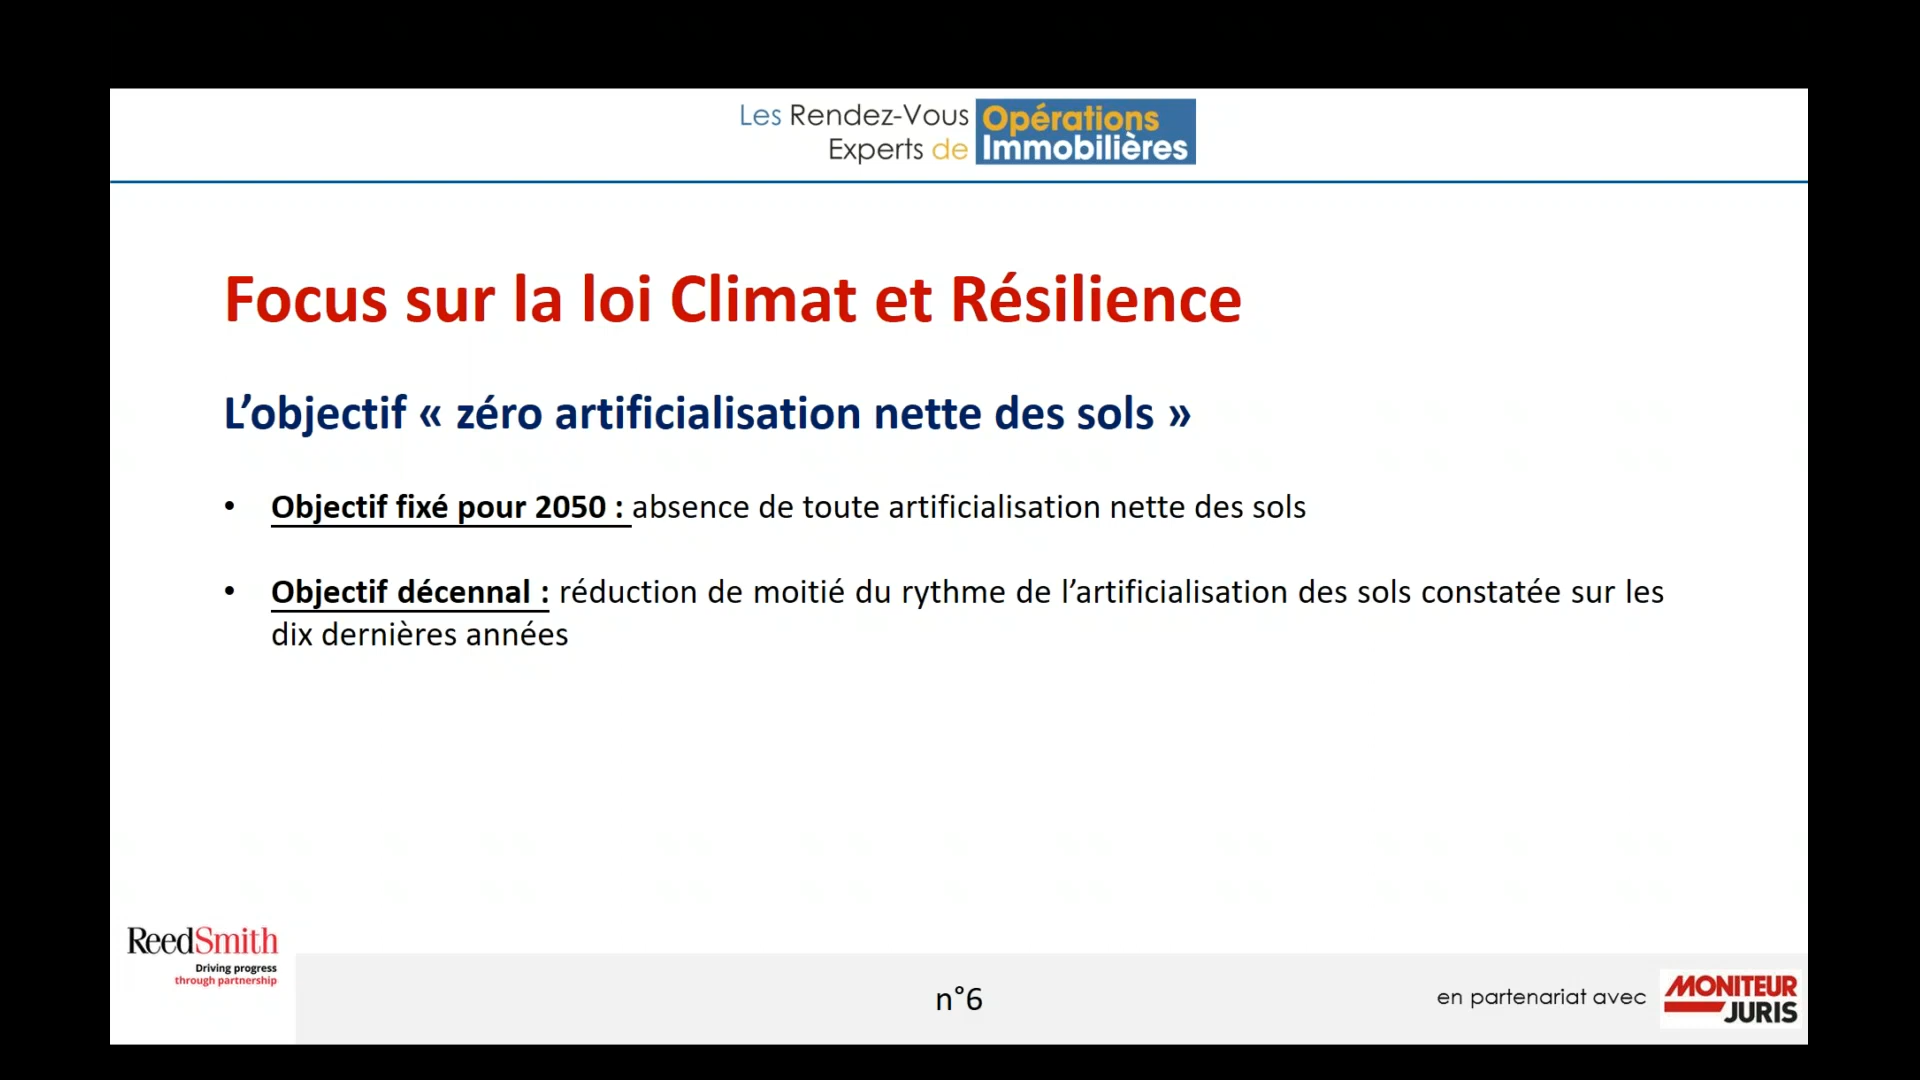 Les Rendez-Vous
Experts de
Opérations
Immobilières
Focus sur la loi Climat et Résilience
L’objectif « zéro artificialisation nette des sols »
• Objectif fixé pour 2050 : absence de toute artificialisation nette des sols
• Objectif décennal : réduction de moitié du rythme de l’artificialisation des sols constatée sur les
dix dernières années
ReedSmith
Driving progress
through partnership
n°6
en partenariat avec
MONITEUR
JURIS